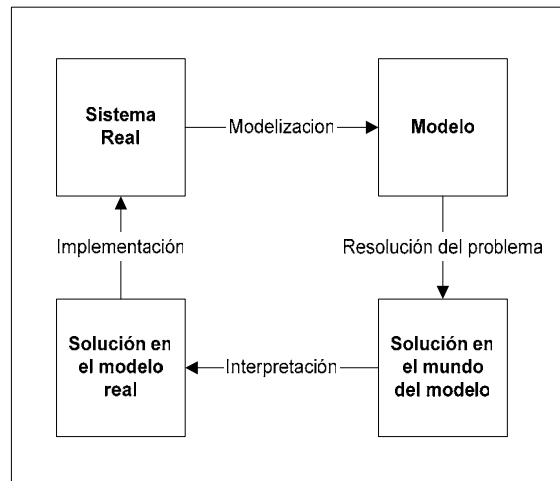 Sistema
Real
Modelizacion
Modelo
Implementación
Resolución del problema
Solución en
el modelo
real
Interpretación
Solución en
el mundo
del modelo